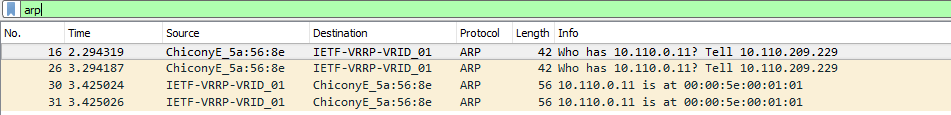 arp
No. Time Source Destination Protocol Length Info
16 2.294319 ChiconyE_5a:56:8e IETF-VRRP-VRID_01 ARP 42 Who has 10.110.0.11? Tell 10.110.209.229
26 3.294187 ChiconyE_5a:56:8e IETF-VRRP-VRID_01 ARP 42 Who has 10.110.0.11? Tell 10.110.209.229
30 3.425024 IETF-VRRP-VRID_01 ChiconyE_5a:56:8e ARP 56 10.110.0.11 is at 00:00:5e:00:01:01
31 3.425026 IETF-VRRP-VRID_01 ChiconyE_5a:56:8e ARP 56 10.110.0.11 is at 00:00:5e:00:01:01